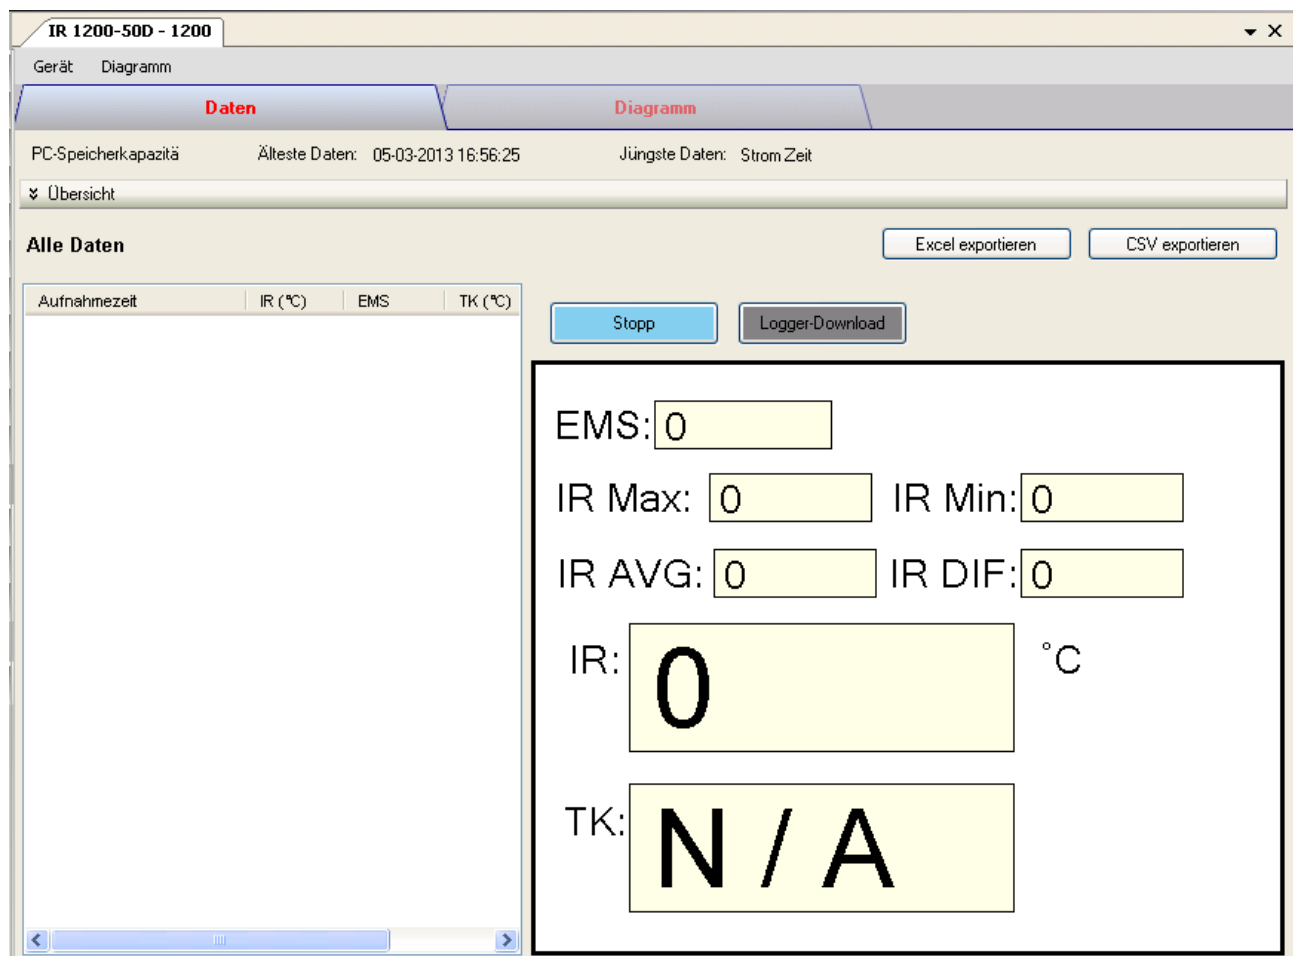 IR 1200-50D - 1200
Gerät Diagramm
Daten Diagramm
PC-Speicherkapazitä Älteste Daten: 05-03-2013 16:56:25 Jüngste Daten: Strom Zeit
Übersicht
Alle Daten Excel exportieren CSV exportieren
Aufnahmezeit IR (°C) EMS TK (°C)
Stopp Logger-Download
EMS: 0
IR Max: 0 IR Min: 0
IR AVG: 0 IR DIF: 0
IR: 0 °C
TK: N / A